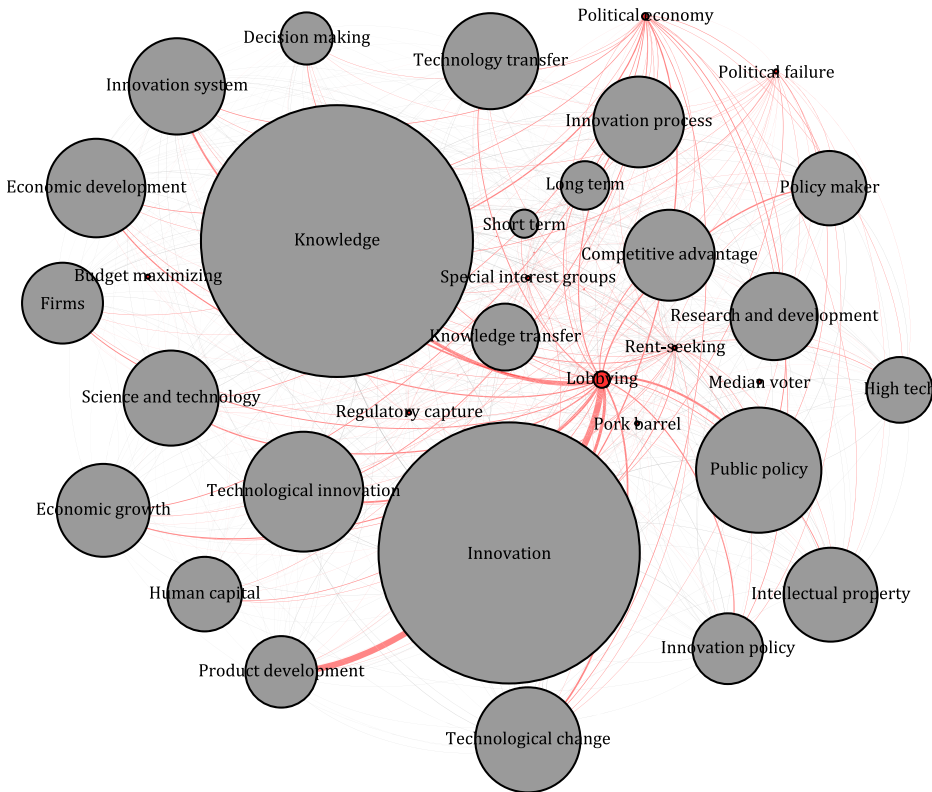 Political economy
Decision making
Technology transfer
Political failure
Innovation system
Innovation process
Economic development
Long term
Policy maker
Short term
Knowledge
Competitive advantage
Budget maximizing
Special interest groups
Firms
Research and development
Knowledge transfer
Rent-seeking
Lobbying
Median voter
High tech
Science and technology
Regulatory capture
Pork barrel
Public policy
Technological innovation
Economic growth
Innovation
Human capital
Intellectual property
Innovation policy
Product development
Technological change